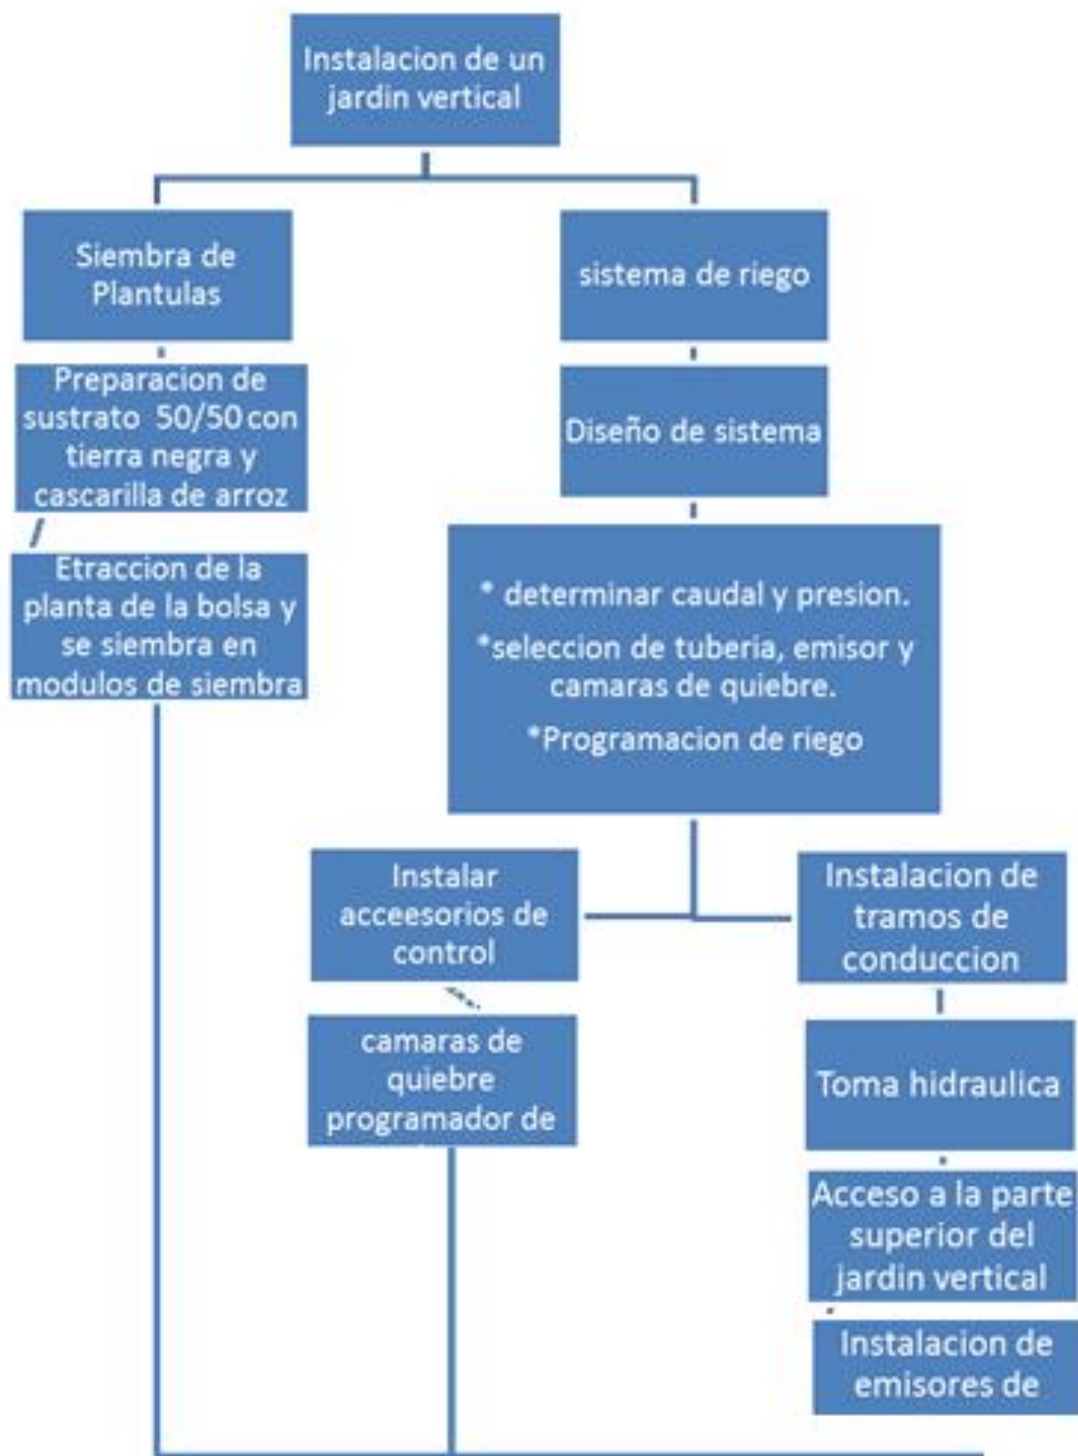 Instalacion de un
jardin vertical
Siembra de
Plantulas
sistema de riego
Preparacion de
sustrato 50/50 con
tierra negra y
cascarilla de arroz
Diseño de sistema
Etraccion de la
planta de la bolsa y
se siembra en
modulos de siembra
* determinar caudal y presion.
*seleccion de tuberia, emisor y
camaras de quiebre.
*Programacion de riego
Instalar
acceesorios de
control
Instalacion de
tramos de
conduccion
camaras de
quiebre
programador de
Toma hidraulica
Acceso a la parte
superior del
jardin vertical
Instalacion de
emisores de